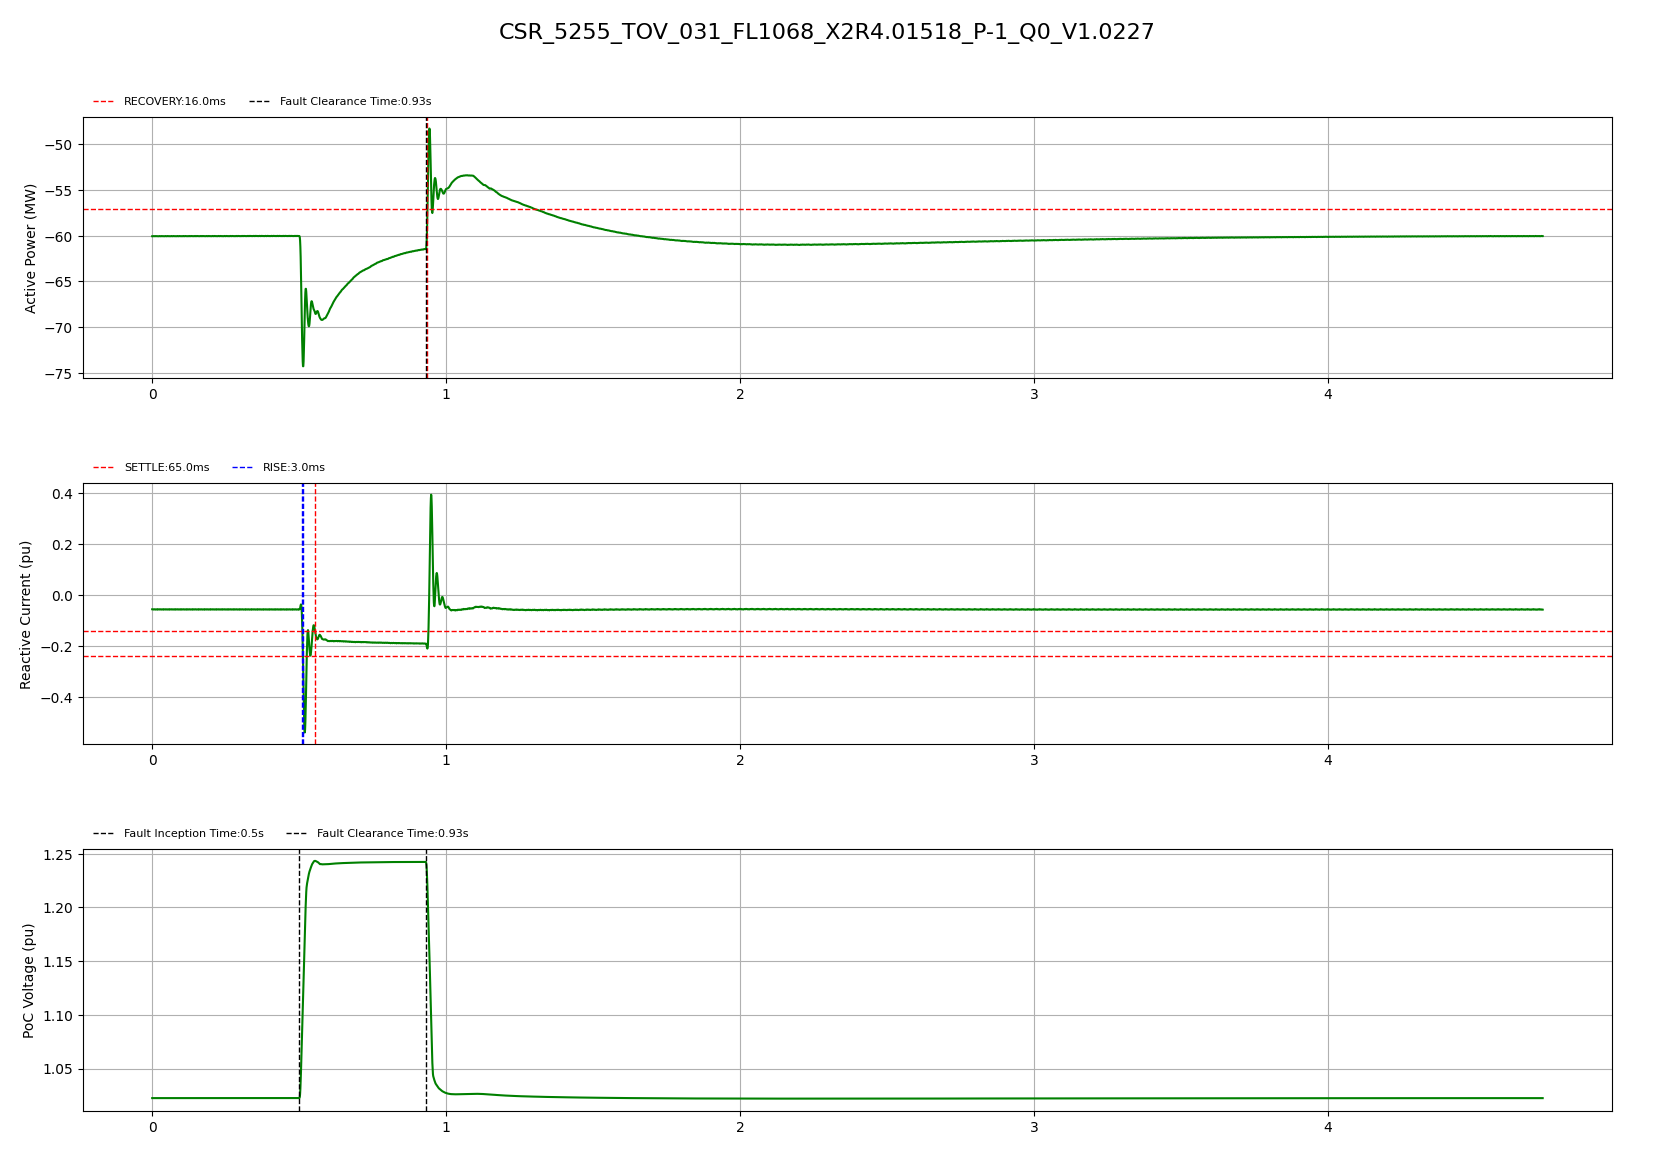 CSR_5255_TOV_031_FL1068_X2R4.01518_P-1_Q0_V1.0227
RECOVERY:16.0ms Fault Clearance Time:0.93s
Active Power (MW)
−50
−55
−60
−65
−70
−75
0 1 2 3 4
SETTLE:65.0ms RISE:3.0ms
Reactive Current (pu)
0.4
0.2
0.0
−0.2
−0.4
0 1 2 3 4
Fault Inception Time:0.5s Fault Clearance Time:0.93s
PoC Voltage (pu)
1.25
1.20
1.15
1.10
1.05
0 1 2 3 4